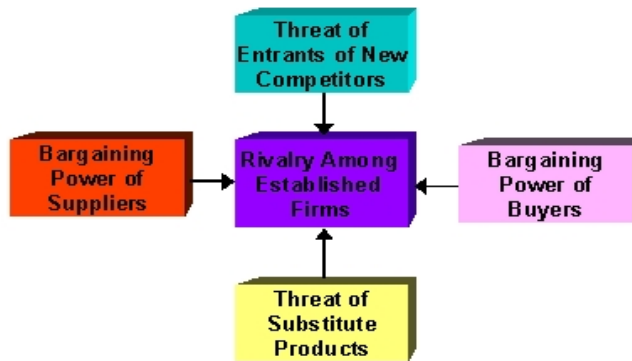 Threat of
Entrants of New
Competitors
Bargaining
Power of
Suppliers
Rivalry Among
Established
Firms
Bargaining
Power of
Buyers
Threat of
Substitute
Products